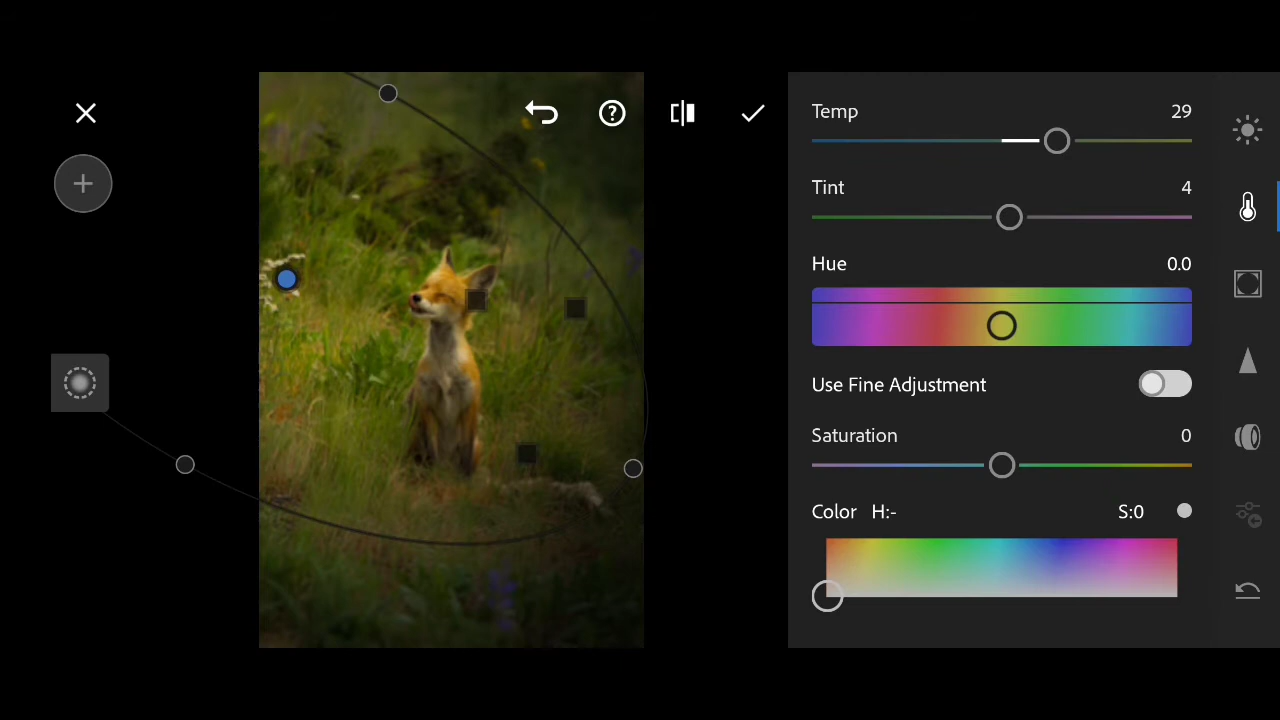 Temp 29
Tint 4
Hue 0.0
Use Fine Adjustment
Saturation 0
Color H:- S:0